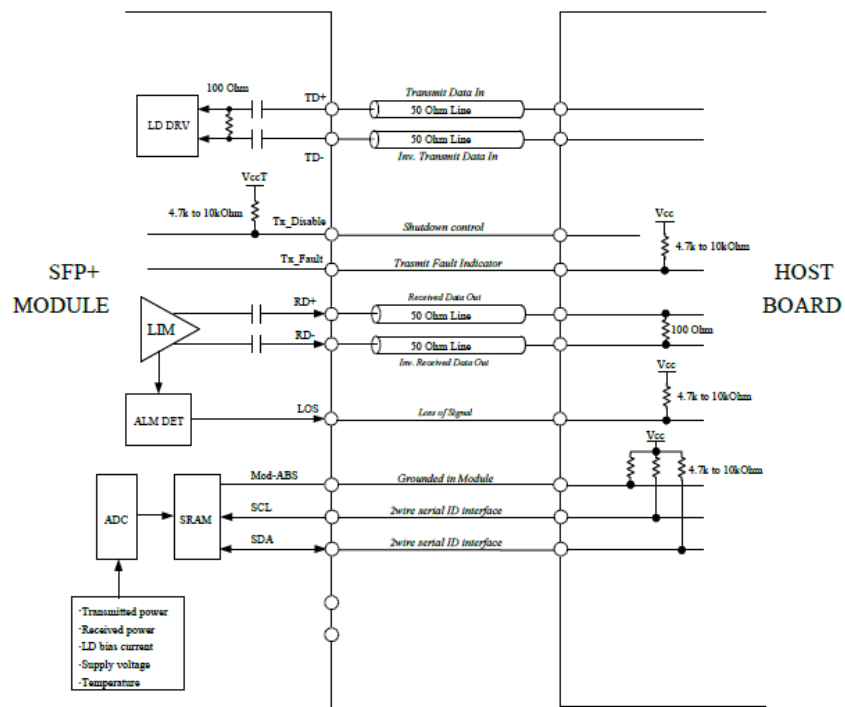 100 Ohm
TD+
Transmit Data In
LD DRV
50 Ohm Line
50 Ohm Line
TD-
Inv. Transmit Data In
VccT
4.7k to 10kOhm
Tx_Disable
Shutdown control
Vcc
4.7k to 10kOhm
Tx_Fault
Trasmit Fault Indicator
SFP+
MODULE
HOST
BOARD
RD+
Received Data Out
50 Ohm Line
LIM
100 Ohm
RD-
50 Ohm Line
Inv. Received Data Out
Vcc
4.7k to 10kOhm
ALM DET
LOS
Loss of Signal
Vcc
4.7k to 10kOhm
Mod-ABS
Grounded in Module
ADC
SRAM
SCL
2wire serial ID interface
SDA
2wire serial ID interface
·Transmitted power
·Received power
·LD bias current
·Supply voltage
·Temperature